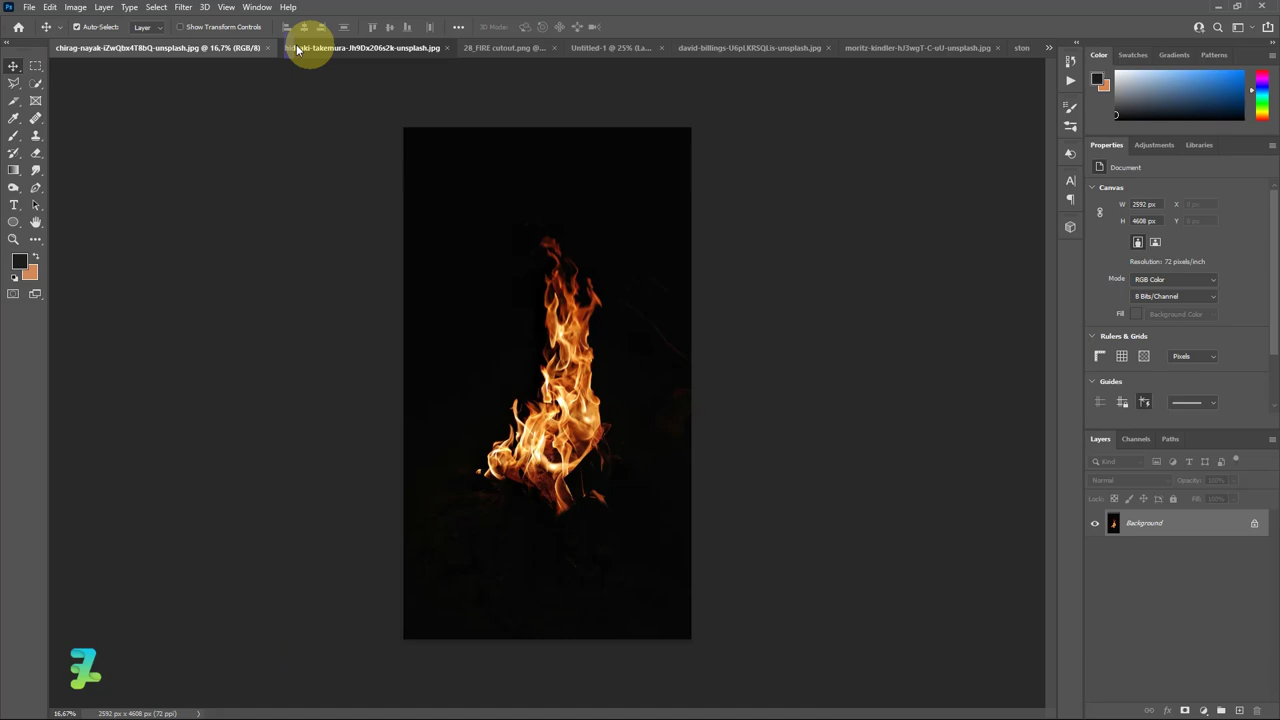 File Edit Image Layer Type Select Filter 3D View Window Help
Auto-Select: Layer Show Transform Controls 3D Mode:
chirag-nayak-iZwQbx4T8bQ-unsplash.jpg @ 16,7% (RGB/8) × hideaki-takemura-Jh9Dx206s2k-unsplash.jpg × 28_FIRE cutout.png @... × Untitled-1 @ 25% (La... × david-billings-U6pLKRSQLis-unsplash.jpg × moritz-kindler-hJ3wgT-C-uU-unsplash.jpg × ston
Color Swatches Gradients Patterns
Properties Adjustments Libraries
Document
Canvas
W 2592 px X
H 4608 px Y
Resolution: 72 pixels/inch
Mode RGB Color
8 Bits/Channel
Fill Background Color
Rulers & Grids
Pixels
Guides
Layers Channels Paths
Kind
Normal Opacity: 100%
Lock: Fill: 100%
Background
16,67% 2592 px x 4608 px (72 ppi)